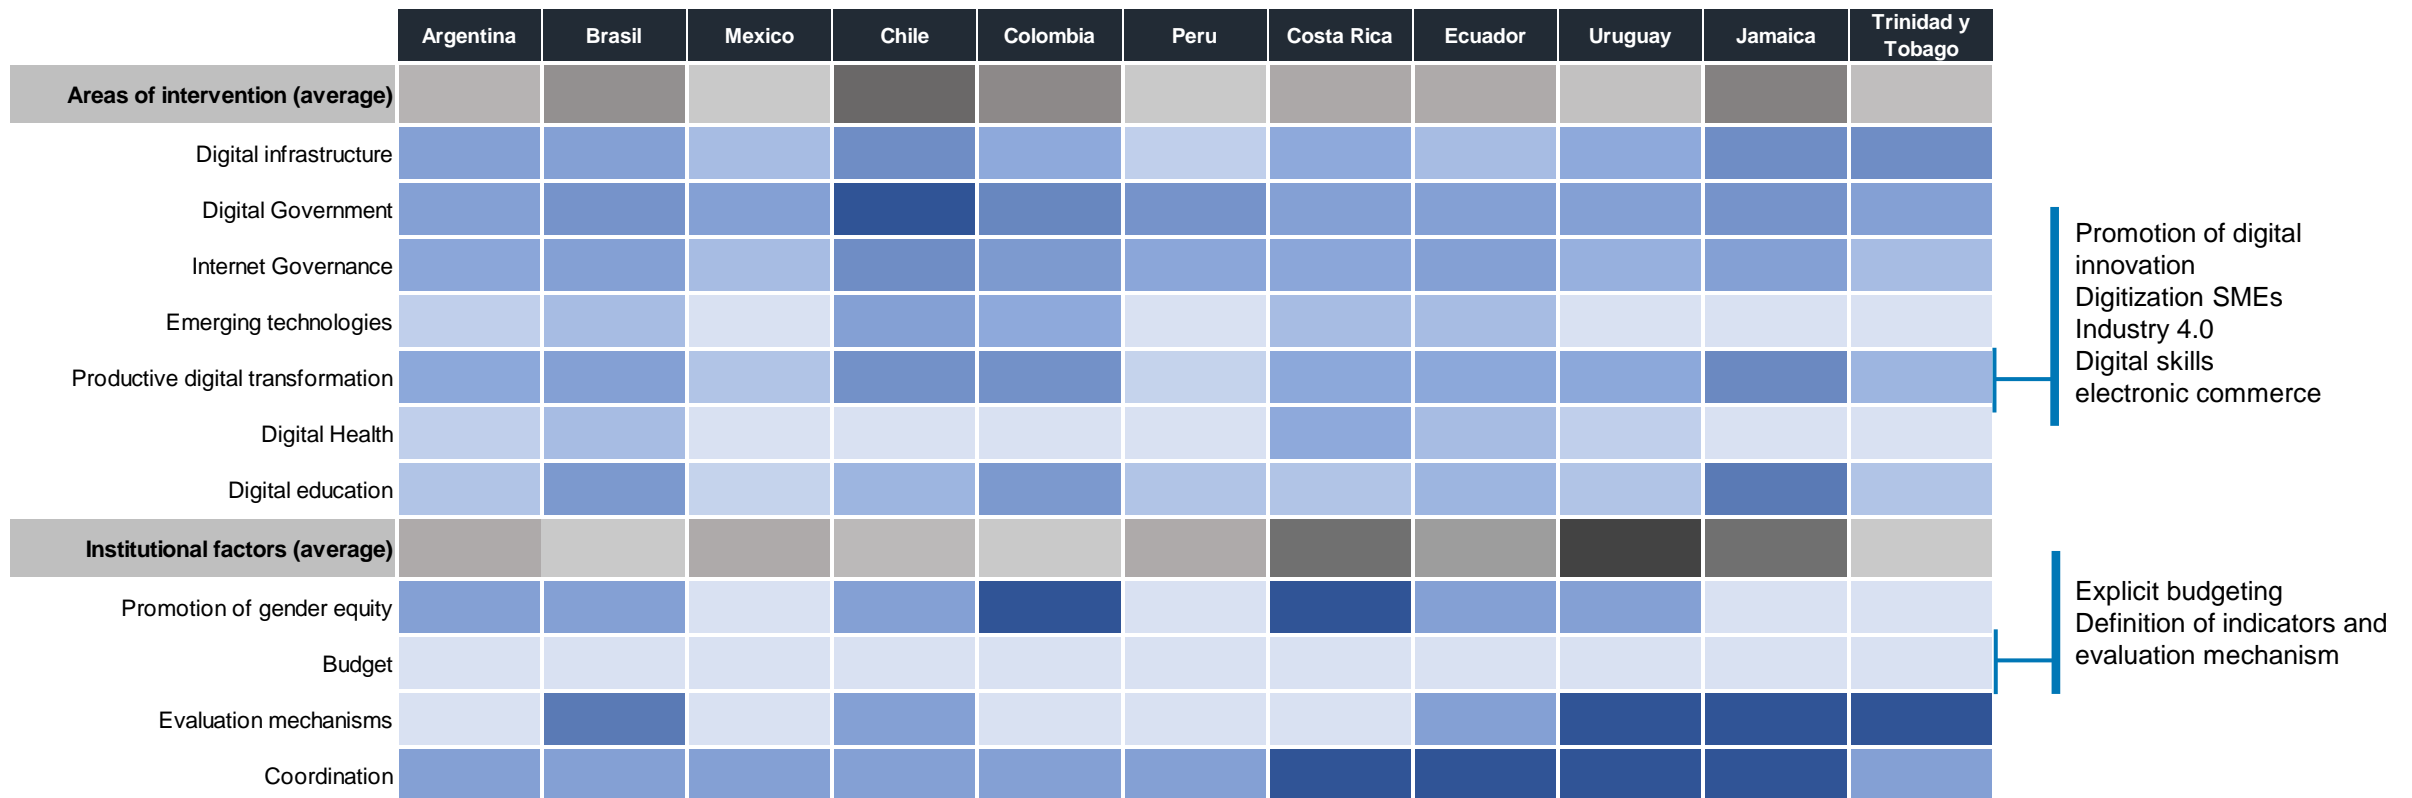 Argentina Brasil Mexico Chile Colombia Peru Costa Rica Ecuador Uruguay Jamaica Trinidad y
Tobago
Areas of intervention (average)
Digital infrastructure
Digital Government
Internet Governance
Emerging technologies
Productive digital transformation
Digital Health
Digital education
Institutional factors (average)
Promotion of gender equity
Budget
Evaluation mechanisms
Coordination
Promotion of digital
innovation
Digitization SMEs
Industry 4.0
Digital skills
electronic commerce
Explicit budgeting
Definition of indicators and
evaluation mechanism